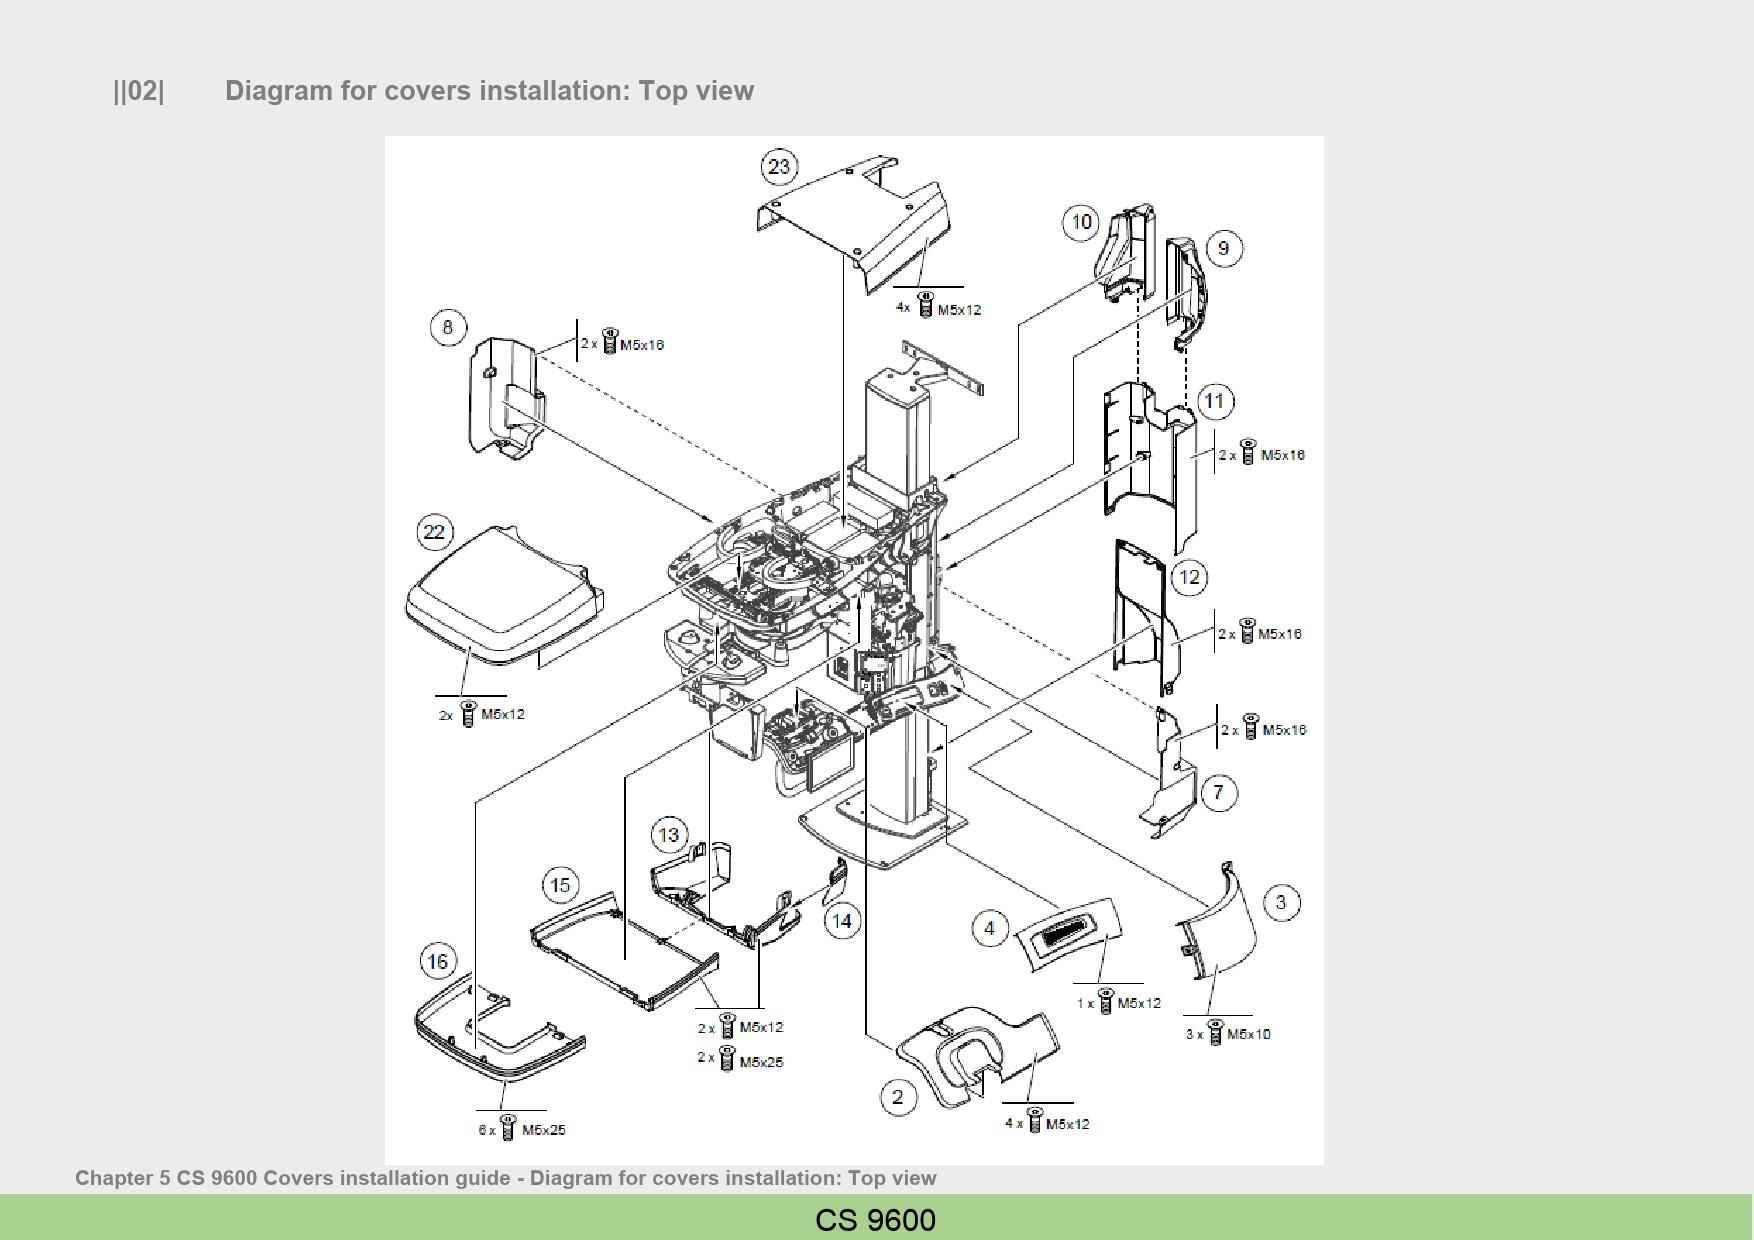 ||02| Diagram for covers installation: Top view
23
10
9
4x M5x12
8
2 x M5x16
11
2 x M5x16
22
12
2 x M5x16
2x M5x12
2 x M5x16
7
13
15
14
3
4
16
1 x M5x12
2 x M5x12
3 x M5x10
2 x M5x25
2
4 x M5x12
6 x M5x25
Chapter 5 CS 9600 Covers installation guide - Diagram for covers installation: Top view
CS 9600